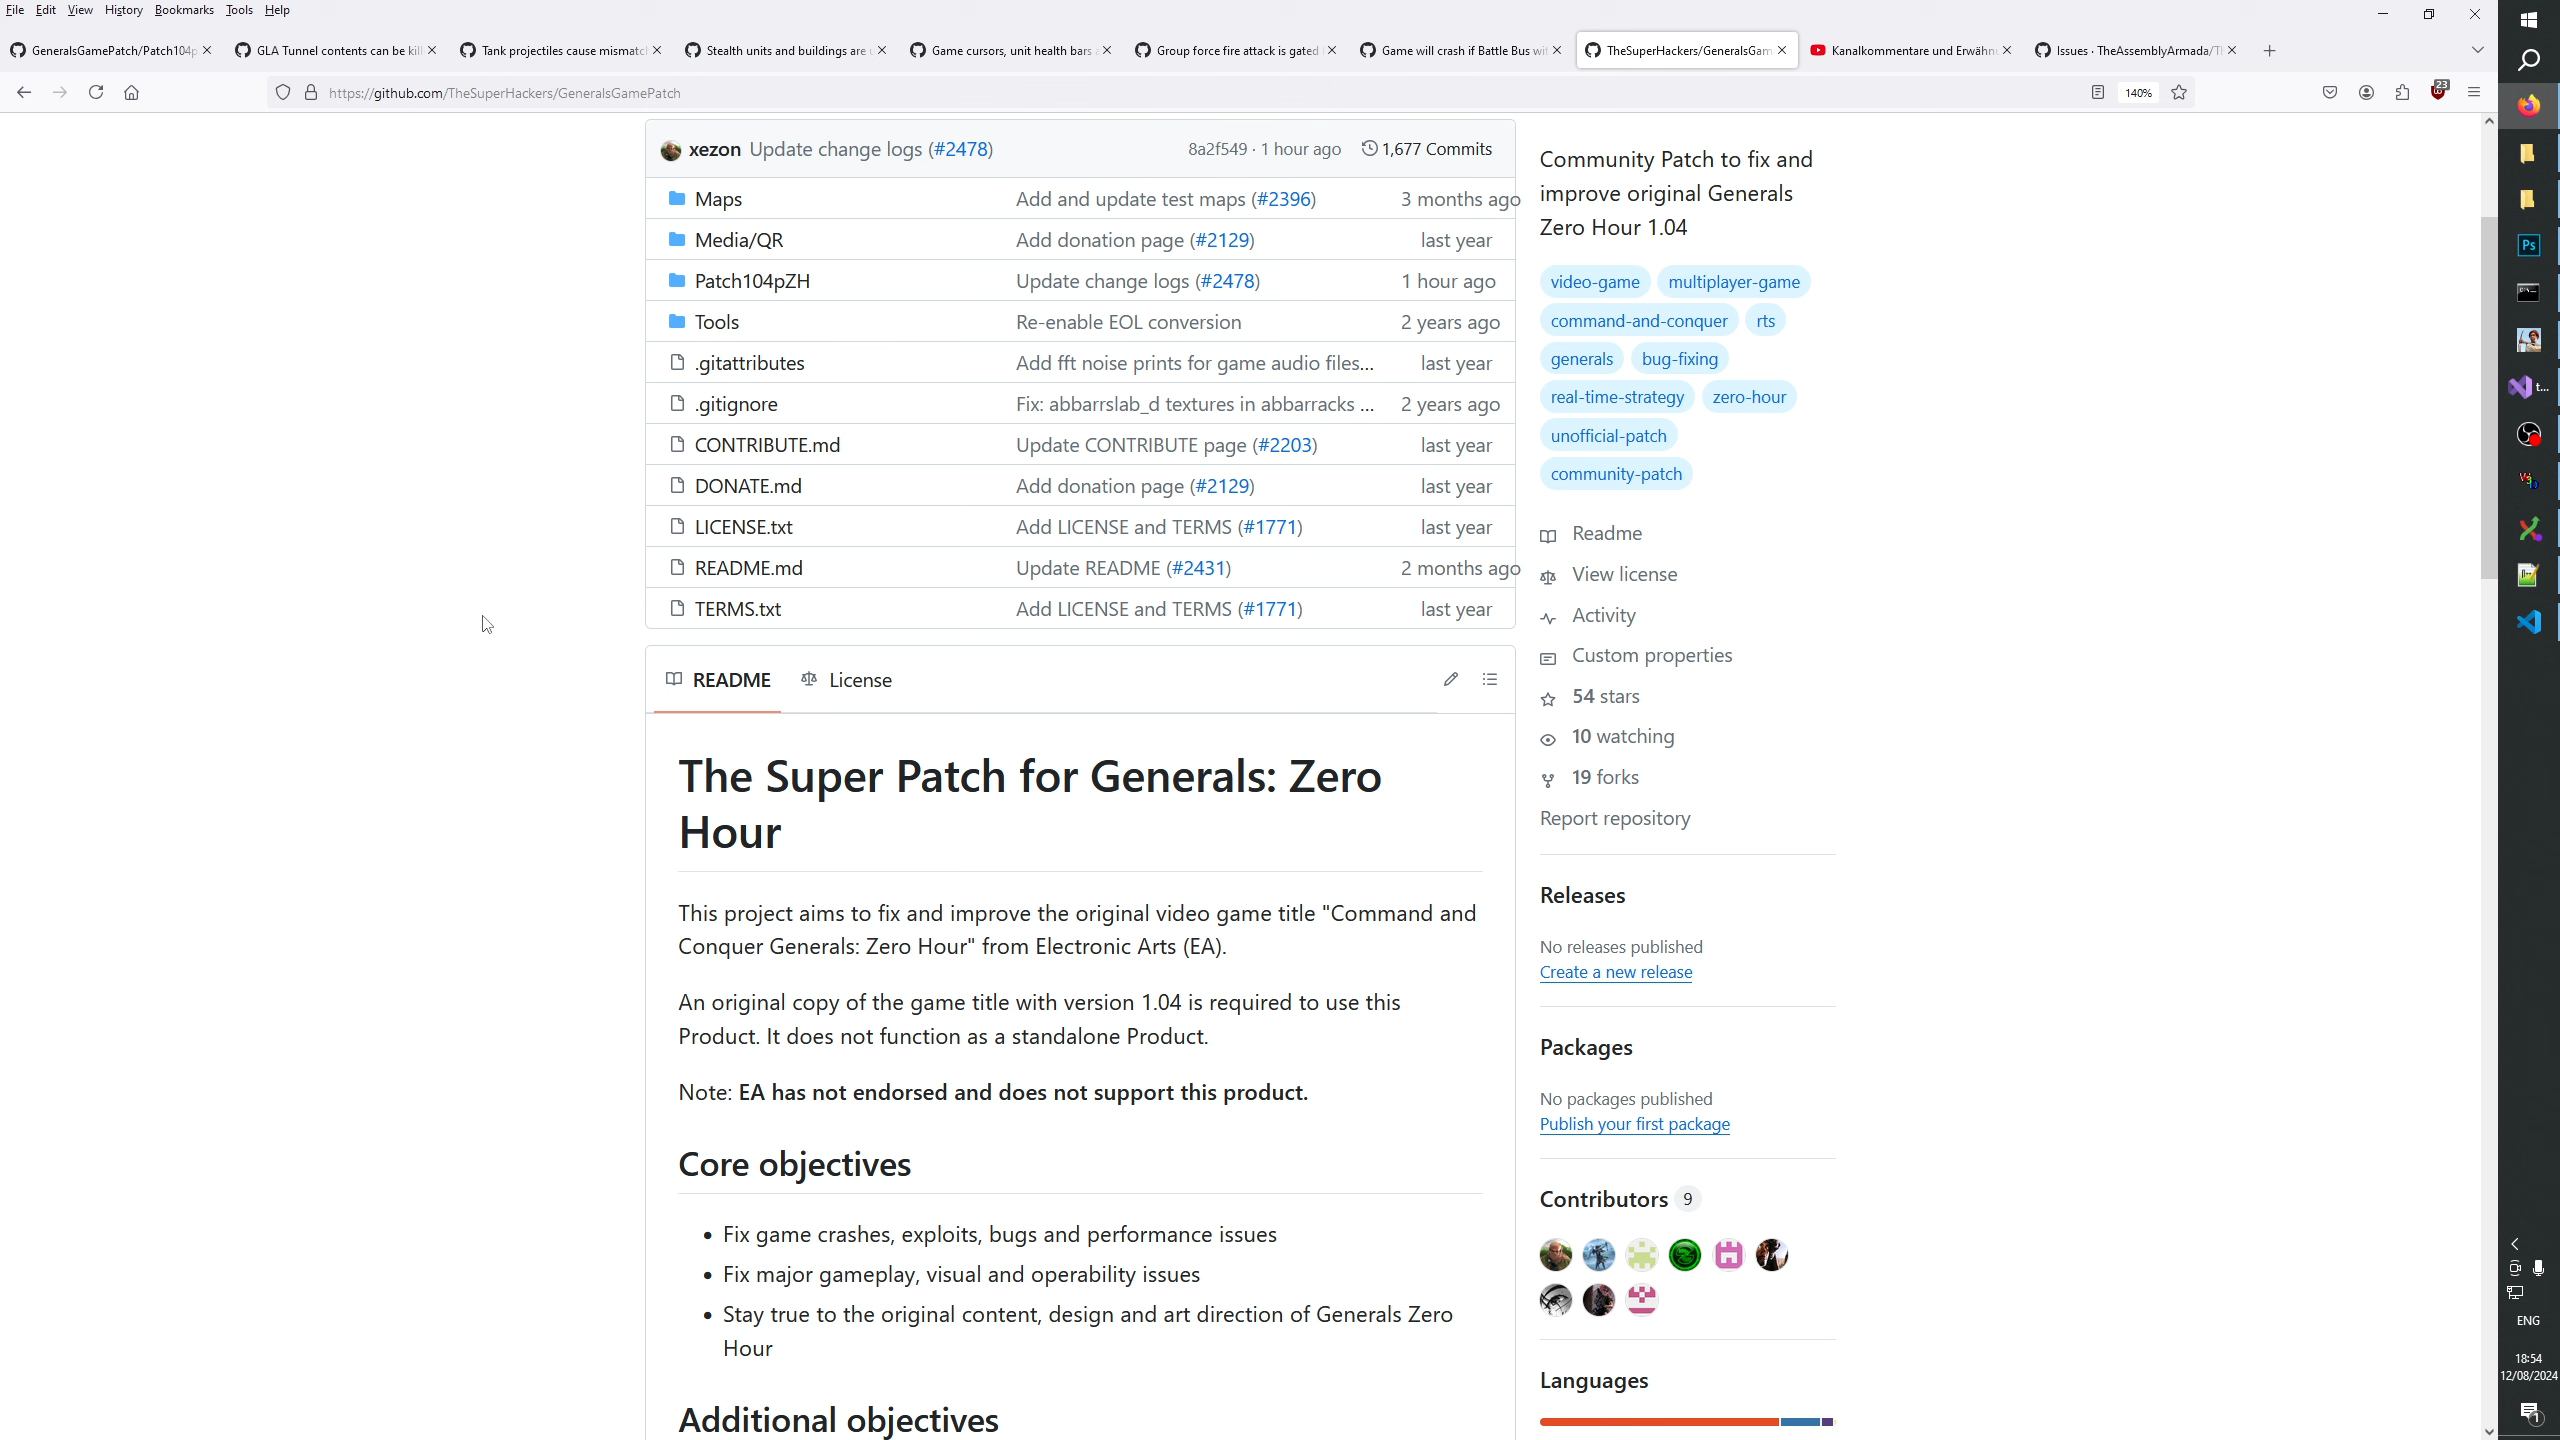 File Edit View History Bookmarks Tools Help
GeneralsGamePatch/Patch104p
GLA Tunnel contents can be kill
Tank projectiles cause mismatch
Stealth units and buildings are u
Game cursors, unit health bars a
Group force fire attack is gated
Game will crash if Battle Bus wit
TheSuperHackers/GeneralsGam
Kanalkommentare und Erwähn
Issues · TheAssemblyArmada/T
https://github.com/TheSuperHackers/GeneralsGamePatch
140%
23
xezon Update change logs (#2478) 8a2f549 · 1 hour ago 1,677 Commits
Maps Add and update test maps (#2396) 3 months ago
Media/QR Add donation page (#2129) last year
Patch104pZH Update change logs (#2478) 1 hour ago
Tools Re-enable EOL conversion 2 years ago
.gitattributes Add fft noise prints for game audio files... last year
.gitignore Fix: abbarrslab_d textures in abbarracks ... 2 years ago
CONTRIBUTE.md Update CONTRIBUTE page (#2203) last year
DONATE.md Add donation page (#2129) last year
LICENSE.txt Add LICENSE and TERMS (#1771) last year
README.md Update README (#2431) 2 months ago
TERMS.txt Add LICENSE and TERMS (#1771) last year
README License
The Super Patch for Generals: Zero
Hour
This project aims to fix and improve the original video game title "Command and
Conquer Generals: Zero Hour" from Electronic Arts (EA).
An original copy of the game title with version 1.04 is required to use this
Product. It does not function as a standalone Product.
Note: EA has not endorsed and does not support this product.
Core objectives
• Fix game crashes, exploits, bugs and performance issues
• Fix major gameplay, visual and operability issues
• Stay true to the original content, design and art direction of Generals Zero
Hour
Additional objectives
Community Patch to fix and
improve original Generals
Zero Hour 1.04
video-game multiplayer-game
command-and-conquer rts
generals bug-fixing
real-time-strategy zero-hour
unofficial-patch
community-patch
Readme
View license
Activity
Custom properties
54 stars
10 watching
19 forks
Report repository
Releases
No releases published
Create a new release
Packages
No packages published
Publish your first package
Contributors 9
Languages
Ps
t...
ENG
18:54
12/08/2024
1